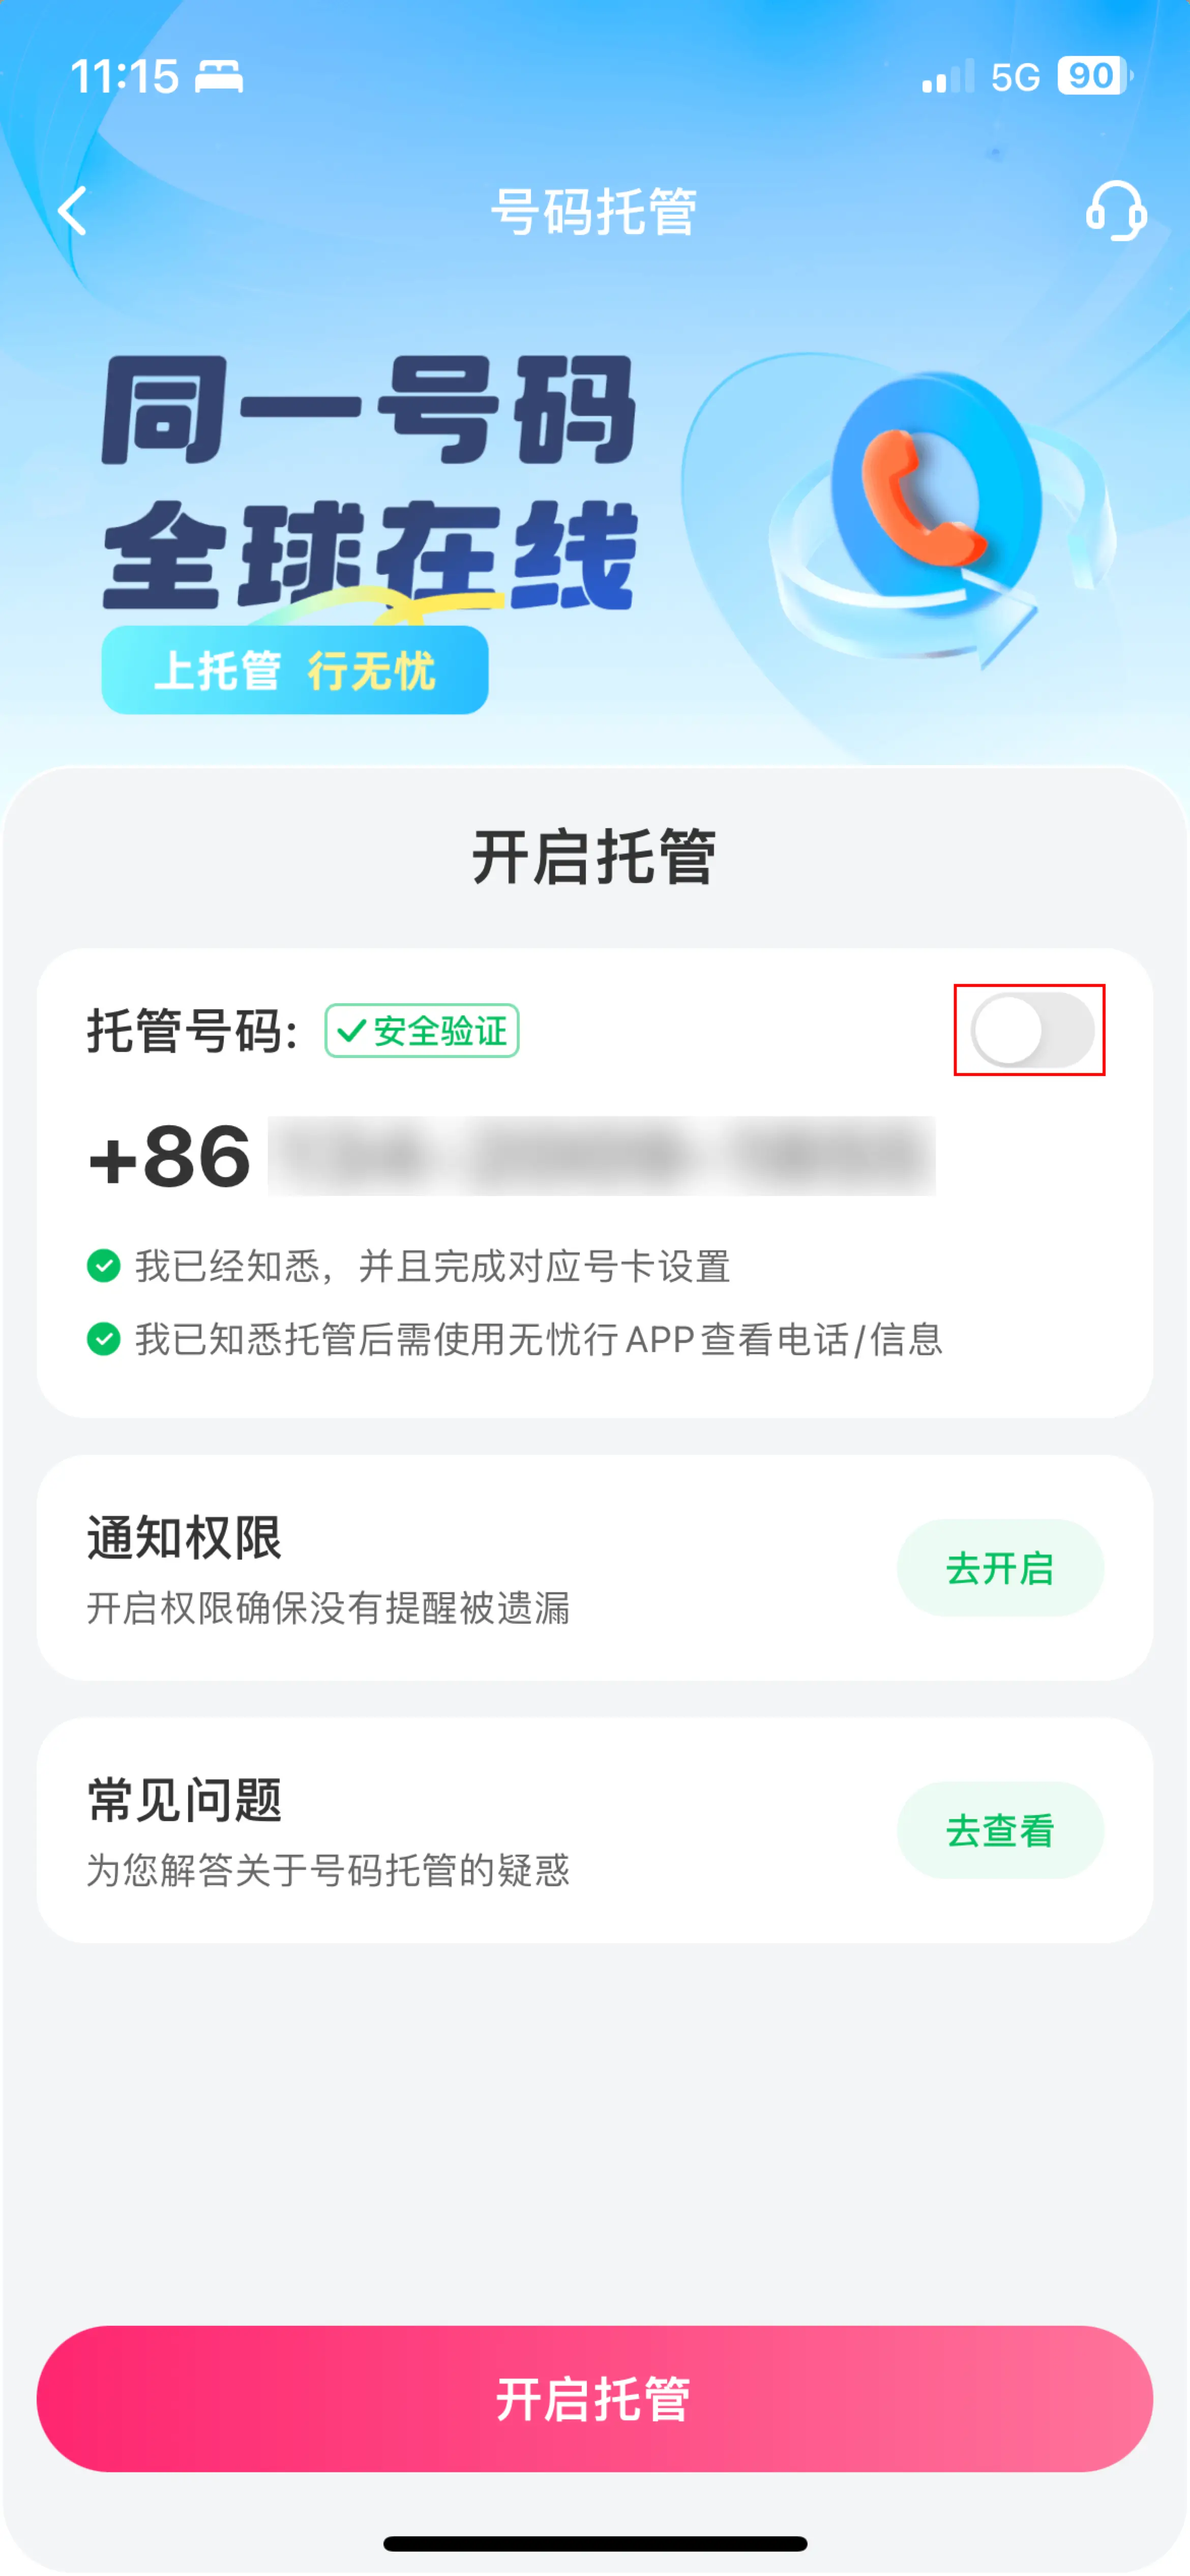 11:15
5G 90
号码托管
同一号码
全球在线
上托管 行无忧
开启托管
托管号码: 安全验证
+86
我已经知悉，并且完成对应号卡设置
我已知悉托管后需使用无忧行APP查看电话/信息
通知权限
开启权限确保没有提醒被遗漏
去开启
常见问题
为您解答关于号码托管的疑惑
去查看
开启托管